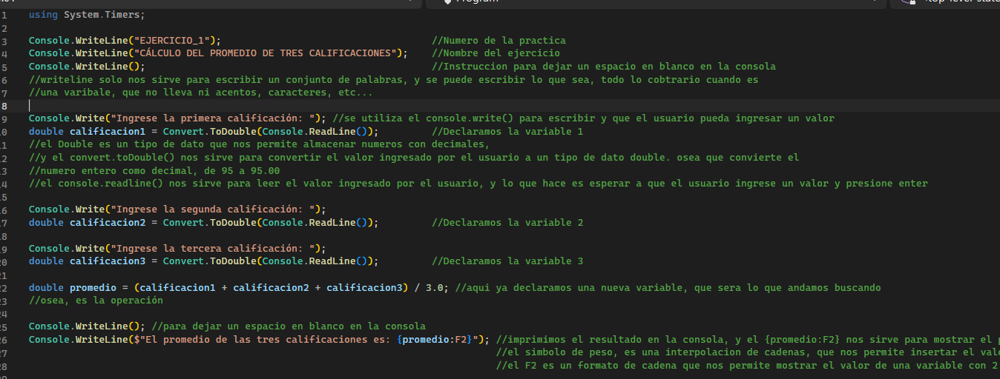 Program
using System.Timers;
Console.WriteLine("EJERCICIO_1"); //Numero de la practica
Console.WriteLine("CÁLCULO DEL PROMEDIO DE TRES CALIFICACIONES"); //Nombre del ejercicio
Console.WriteLine(); //Instruccion para dejar un espacio en blanco en la consola
//writeline solo nos sirve para escribir un conjunto de palabras, y se puede escribir lo que sea, todo lo cobtrario cuando es
//una varibale, que no lleva ni acentos, caracteres, etc...
Console.Write("Ingrese la primera calificación: "); //se utiliza el console.write() para escribir y que el usuario pueda ingresar un valor
double calificacion1 = Convert.ToDouble(Console.ReadLine()); //Declaramos la variable 1
//el Double es un tipo de dato que nos permite almacenar numeros con decimales,
//y el convert.toDouble() nos sirve para convertir el valor ingresado por el usuario a un tipo de dato double. osea que convierte el
//numero entero como decimal, de 95 a 95.00
//el console.readline() nos sirve para leer el valor ingresado por el usuario, y lo que hace es esperar a que el usuario ingrese un valor y presione enter
Console.Write("Ingrese la segunda calificación: ");
double calificacion2 = Convert.ToDouble(Console.ReadLine()); //Declaramos la variable 2
Console.Write("Ingrese la tercera calificación: ");
double calificacion3 = Convert.ToDouble(Console.ReadLine()); //Declaramos la variable 3
double promedio = (calificacion1 + calificacion2 + calificacion3) / 3.0; //aqui ya declaramos una nueva variable, que sera lo que andamos buscando
//osea, es la operación
Console.WriteLine(); //para dejar un espacio en blanco en la consola
Console.WriteLine($"El promedio de las tres calificaciones es: {promedio:F2}"); //imprimimos el resultado en la consola, y el {promedio:F2} nos sirve para mostrar el
//el simbolo de peso, es una interpolacion de cadenas, que nos permite insertar el
//el F2 es un formato de cadena que nos permite mostrar el valor de una variable con 2